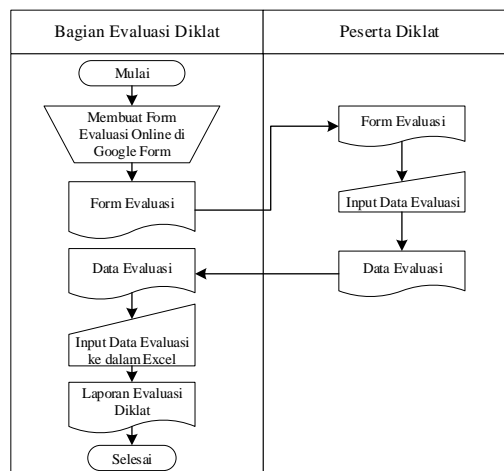 Bagian Evaluasi Diklat
Peserta Diklat
Mulai
Membuat Form
Evaluasi Online di
Google Form
Form Evaluasi
Form Evaluasi
Input Data Evaluasi
Data Evaluasi
Data Evaluasi
Input Data Evaluasi
ke dalam Excel
Laporan Evaluasi
Diklat
Selesai